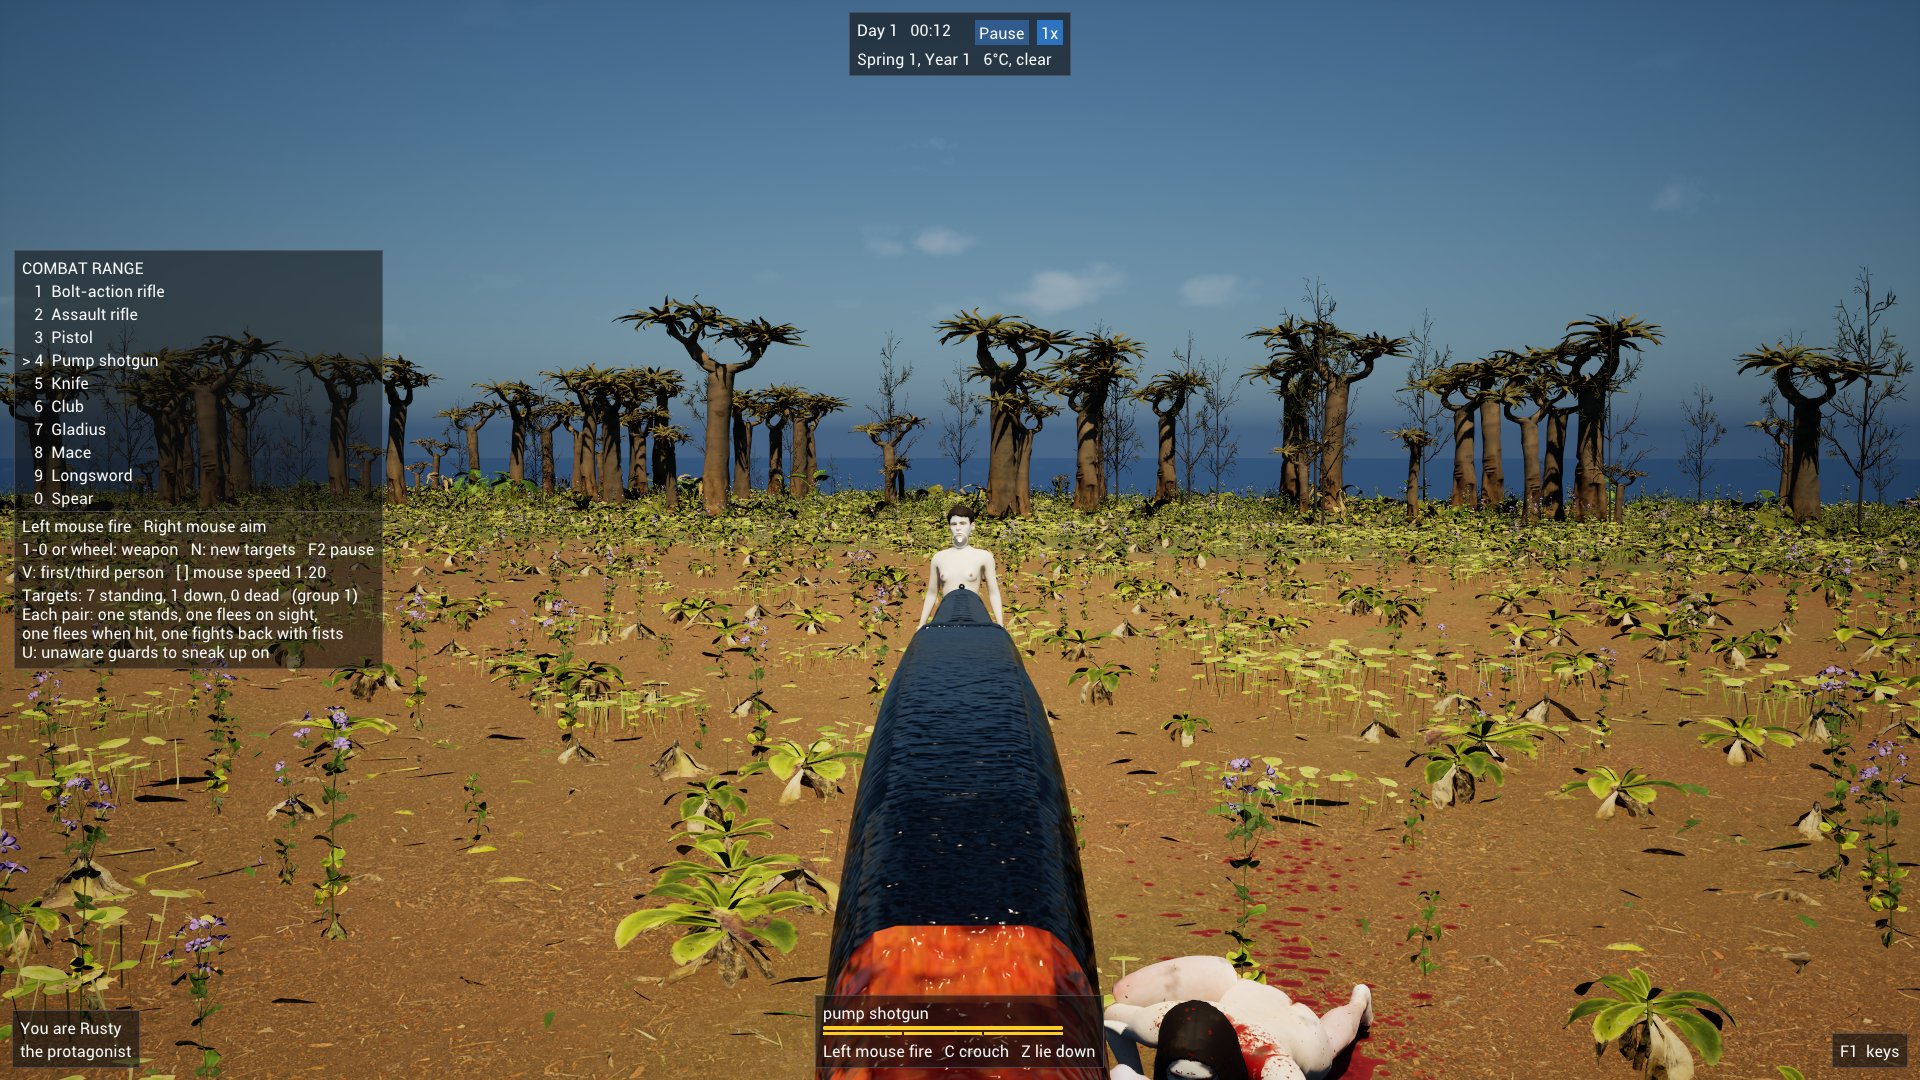 Day 1 00:12 Pause 1x
Spring 1, Year 1 6°C, clear
COMBAT RANGE
1 Bolt-action rifle
2 Assault rifle
3 Pistol
> 4 Pump shotgun
5 Knife
6 Club
7 Gladius
8 Mace
9 Longsword
0 Spear
Left mouse fire Right mouse aim
1-0 or wheel: weapon N: new targets F2 pause
V: first/third person [ ] mouse speed 1.20
Targets: 7 standing, 1 down, 0 dead (group 1)
Each pair: one stands, one flees on sight,
one flees when hit, one fights back with fists
U: unaware guards to sneak up on
You are Rusty
the protagonist
pump shotgun
Left mouse fire C crouch Z lie down
F1 keys